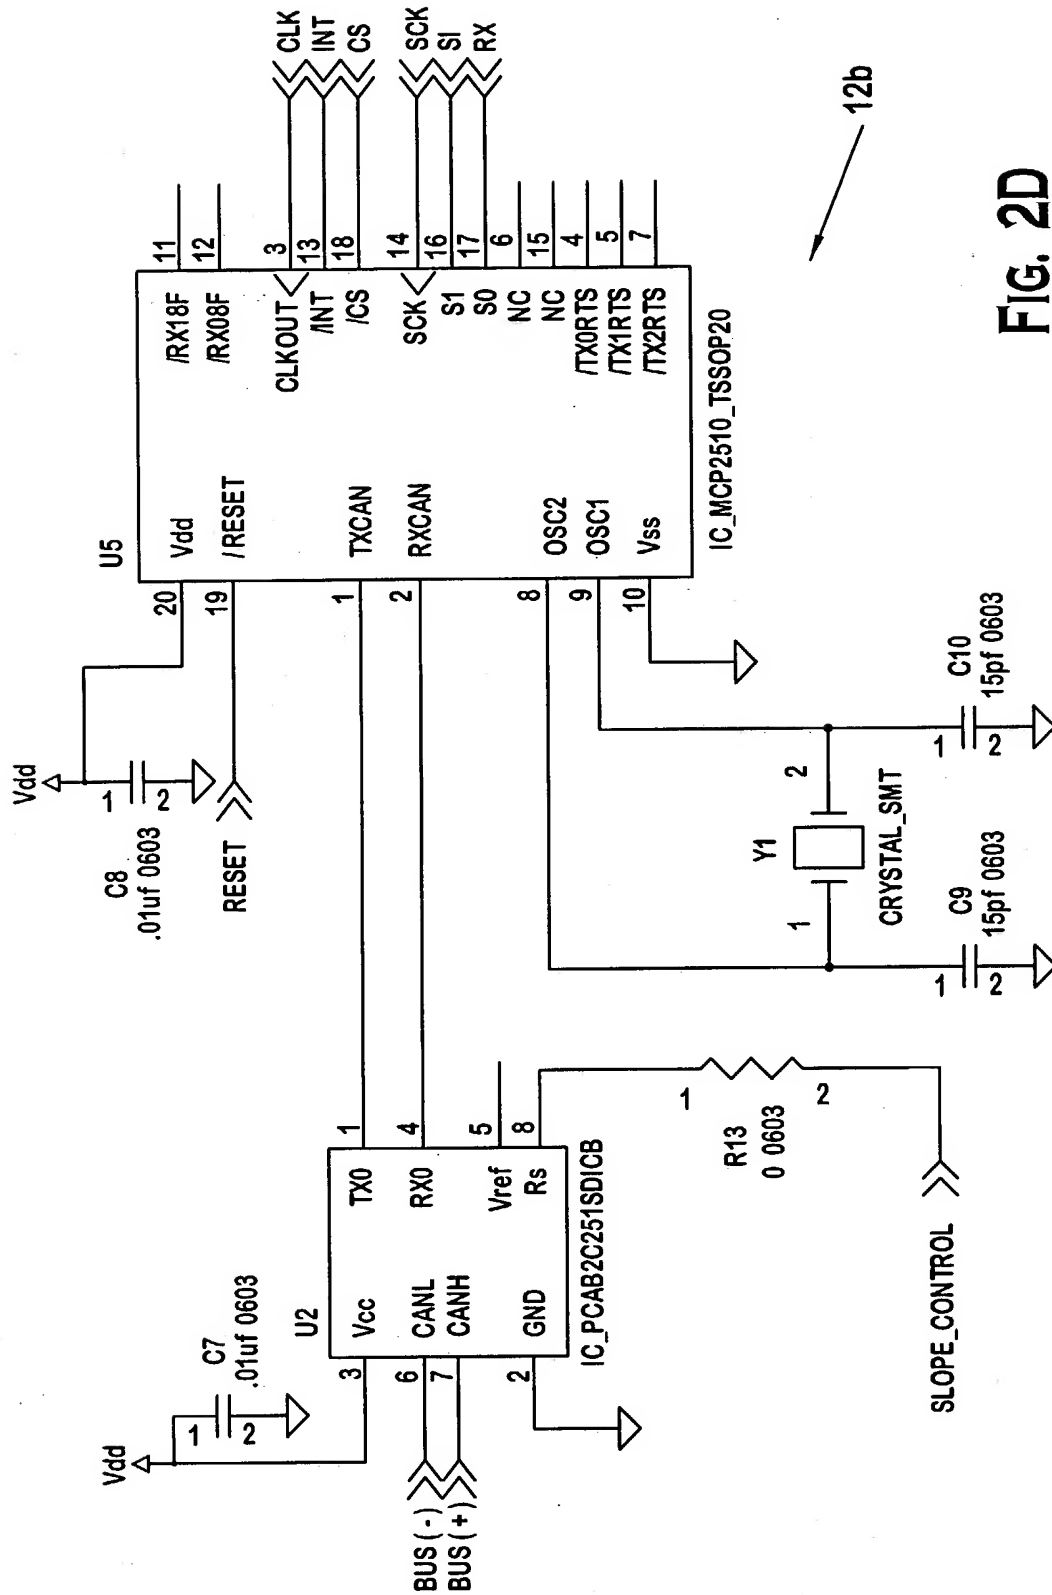 Vdd
C7
.01uf 0603
1
2
U2
3
Vcc
TX0
1
BUS (-)
6
CANL
RX0
4
BUS (+)
7
CANH
Vref
5
2
GND
Rs
8
IC_PCAB2C251SDICB
1
R13
0 0603
2
SLOPE_CONTROL
Vdd
C8
.01uf 0603
1
2
RESET
U5
20
Vdd
/RX18F
11
19
/RESET
/RX08F
12
CLKOUT
3
CLK
/INT
13
INT
1
TXCAN
/CS
18
CS
2
RXCAN
SCK
14
SCK
S1
16
SI
S0
17
RX
NC
6
8
OSC2
NC
15
9
OSC1
/TX0RTS
4
/TX1RTS
5
10
Vss
/TX2RTS
7
IC_MCP2510_TSSOP20
1
Y1
2
CRYSTAL_SMT
1
2
C9
15pf 0603
1
2
C10
15pf 0603
12b
FIG. 2D